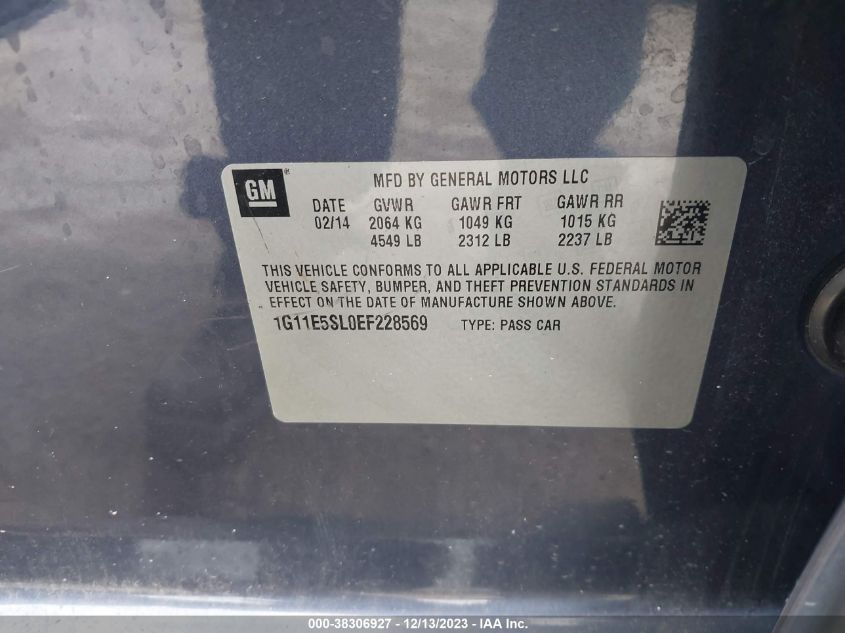 GM®
MFD BY GENERAL MOTORS LLC
DATE GVWR GAWR FRT GAWR RR
02/14 2064 KG 1049 KG 1015 KG
4549 LB 2312 LB 2237 LB
THIS VEHICLE CONFORMS TO ALL APPLICABLE U.S. FEDERAL MOTOR
VEHICLE SAFETY, BUMPER, AND THEFT PREVENTION STANDARDS IN
EFFECT ON THE DATE OF MANUFACTURE SHOWN ABOVE.
1G11E5SL0EF228569 TYPE: PASS CAR
000-38306927 - 12/13/2023 - IAA Inc.